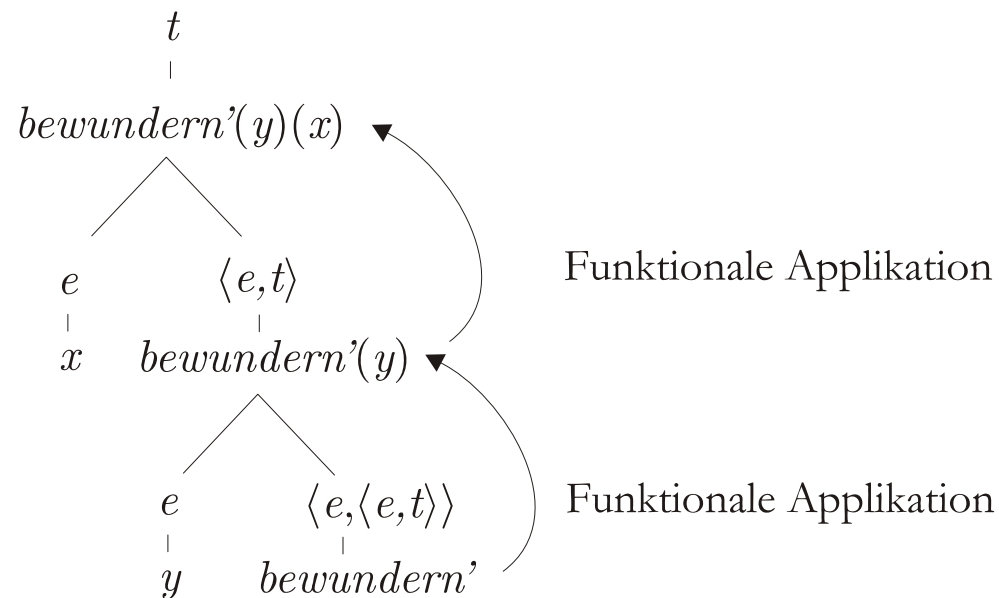 t
bewundern’(y)(x)
e ⟨e,t⟩ Funktionale Applikation
x bewundern’(y)
e ⟨e,⟨e,t⟩⟩ Funktionale Applikation
y bewundern’